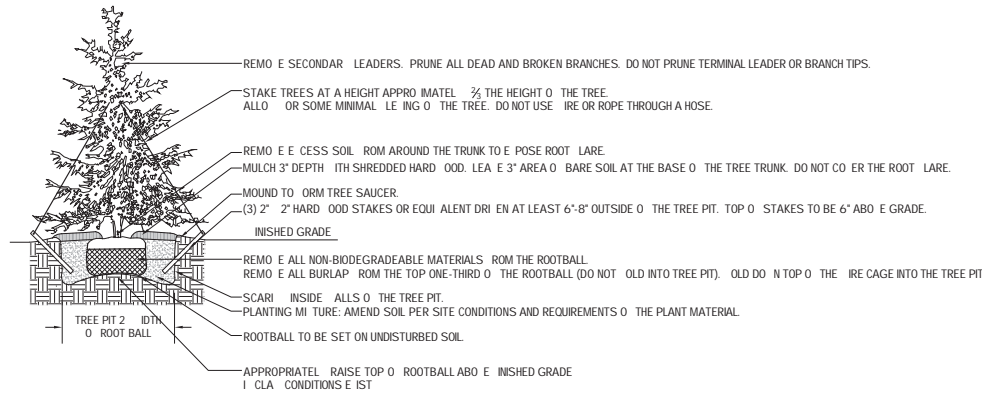 REMO E SECONDAR LEADERS. PRUNE ALL DEAD AND BROKEN BRANCHES. DO NOT PRUNE TERMINAL LEADER OR BRANCH TIPS.
STAKE TREES AT A HEIGHT APPRO IMATEL ⅔ THE HEIGHT O THE TREE.
ALLO OR SOME MINIMAL LE ING O THE TREE. DO NOT USE IRE OR ROPE THROUGH A HOSE.
REMO E E CESS SOIL ROM AROUND THE TRUNK TO E POSE ROOT LARE.
MULCH 3" DEPTH ITH SHREDDED HARD OOD. LEA E 3" AREA O BARE SOIL AT THE BASE O THE TREE TRUNK. DO NOT CO ER THE ROOT LARE.
MOUND TO ORM TREE SAUCER.
(3) 2" 2" HARD OOD STAKES OR EQUI ALENT DRI EN AT LEAST 6"-8" OUTSIDE O THE TREE PIT. TOP O STAKES TO BE 6" ABO E GRADE.
INISHED GRADE
REMO E ALL NON-BIODEGRADEABLE MATERIALS ROM THE ROOTBALL.
REMO E ALL BURLAP ROM THE TOP ONE-THIRD O THE ROOTBALL (DO NOT OLD INTO TREE PIT). OLD DO N TOP O THE IRE CAGE INTO THE TREE PIT
SCARI INSIDE ALLS O THE TREE PIT.
PLANTING MI TURE: AMEND SOIL PER SITE CONDITIONS AND REQUIREMENTS O THE PLANT MATERIAL.
TREE PIT 2 IDTH
O ROOT BALL
ROOTBALL TO BE SET ON UNDISTURBED SOIL.
APPROPRIATEL RAISE TOP O ROOTBALL ABO E INISHED GRADE
I CLA CONDITIONS E IST